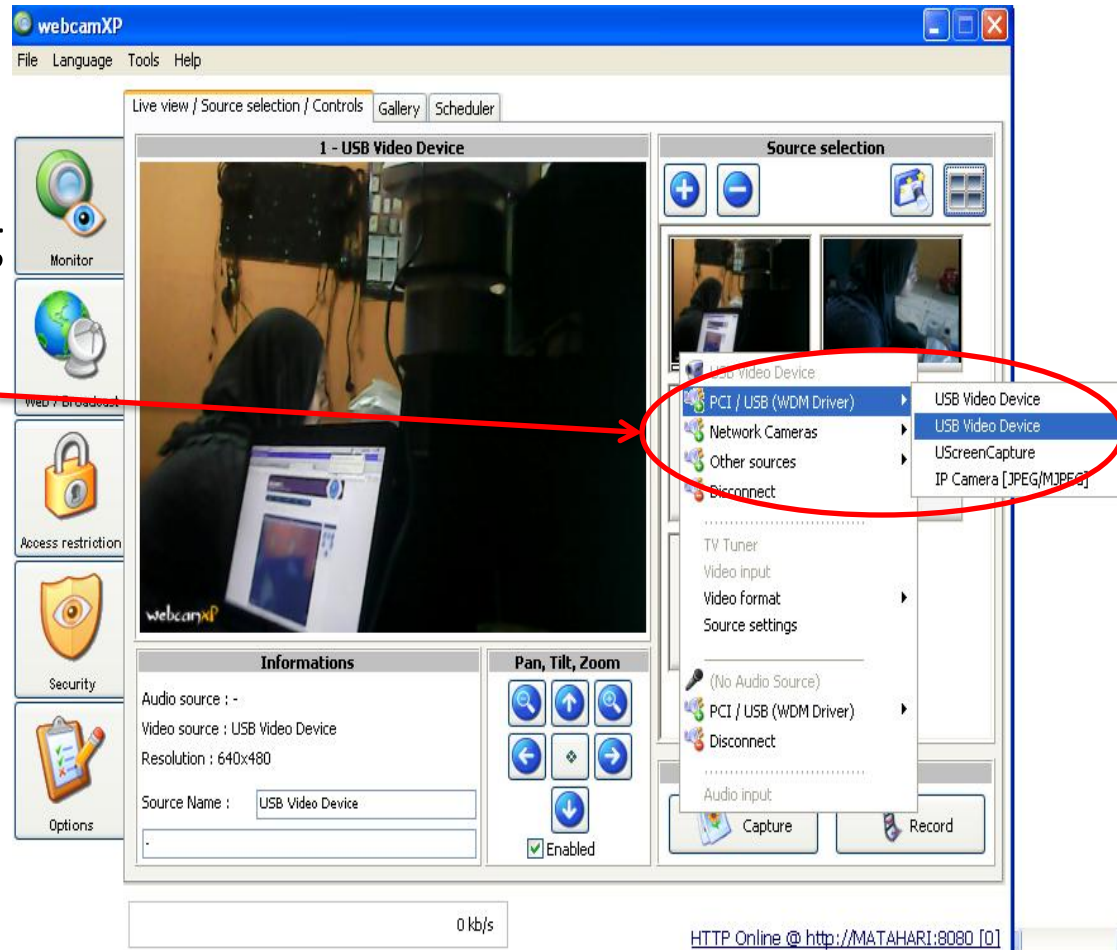 webcamXP
File Language Tools Help
Live view / Source selection / Controls Gallery Scheduler
Monitor
Web / Broadcast
Access restriction
Security
Options
1 - USB Video Device
webcamXP
Informations
Audio source : -
Video source : USB Video Device
Resolution : 640x480
Source Name : USB Video Device
-
Pan, Tilt, Zoom
Enabled
Source selection
USB Video Device
PCI / USB (WDM Driver)
Network Cameras
Other sources
Disconnect
TV Tuner
Video input
Video format
Source settings
(No Audio Source)
PCI / USB (WDM Driver)
Disconnect
Audio input
USB Video Device
USB Video Device
UScreenCapture
IP Camera [JPEG/MJPEG]
Capture Record
0 kb/s
HTTP Online @ http://MATAHARI:8080 [0]